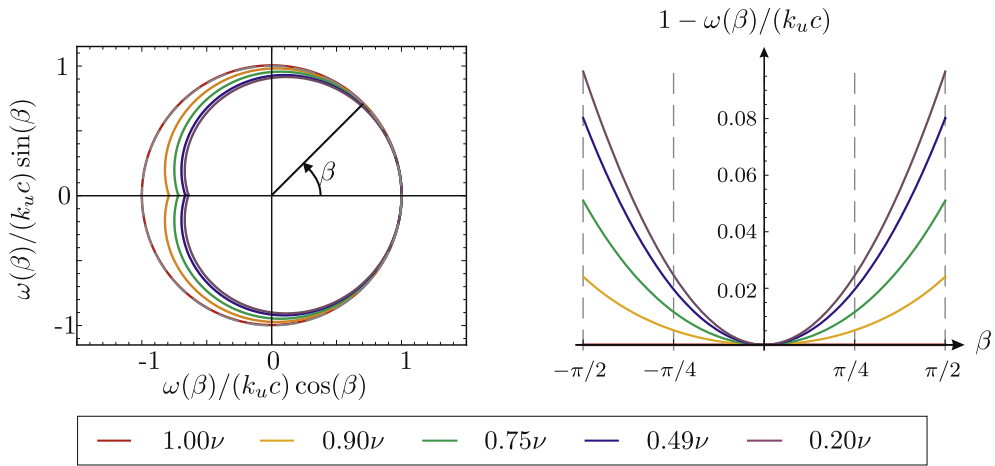 1
0
-1
ω(β)/(k_u c) sin(β)
β
-1
0
1
ω(β)/(k_u c) cos(β)
1 − ω(β)/(k_u c)
0.08
0.06
0.04
0.02
−π/2
−π/4
π/4
π/2
β
1.00ν 0.90ν 0.75ν 0.49ν 0.20ν